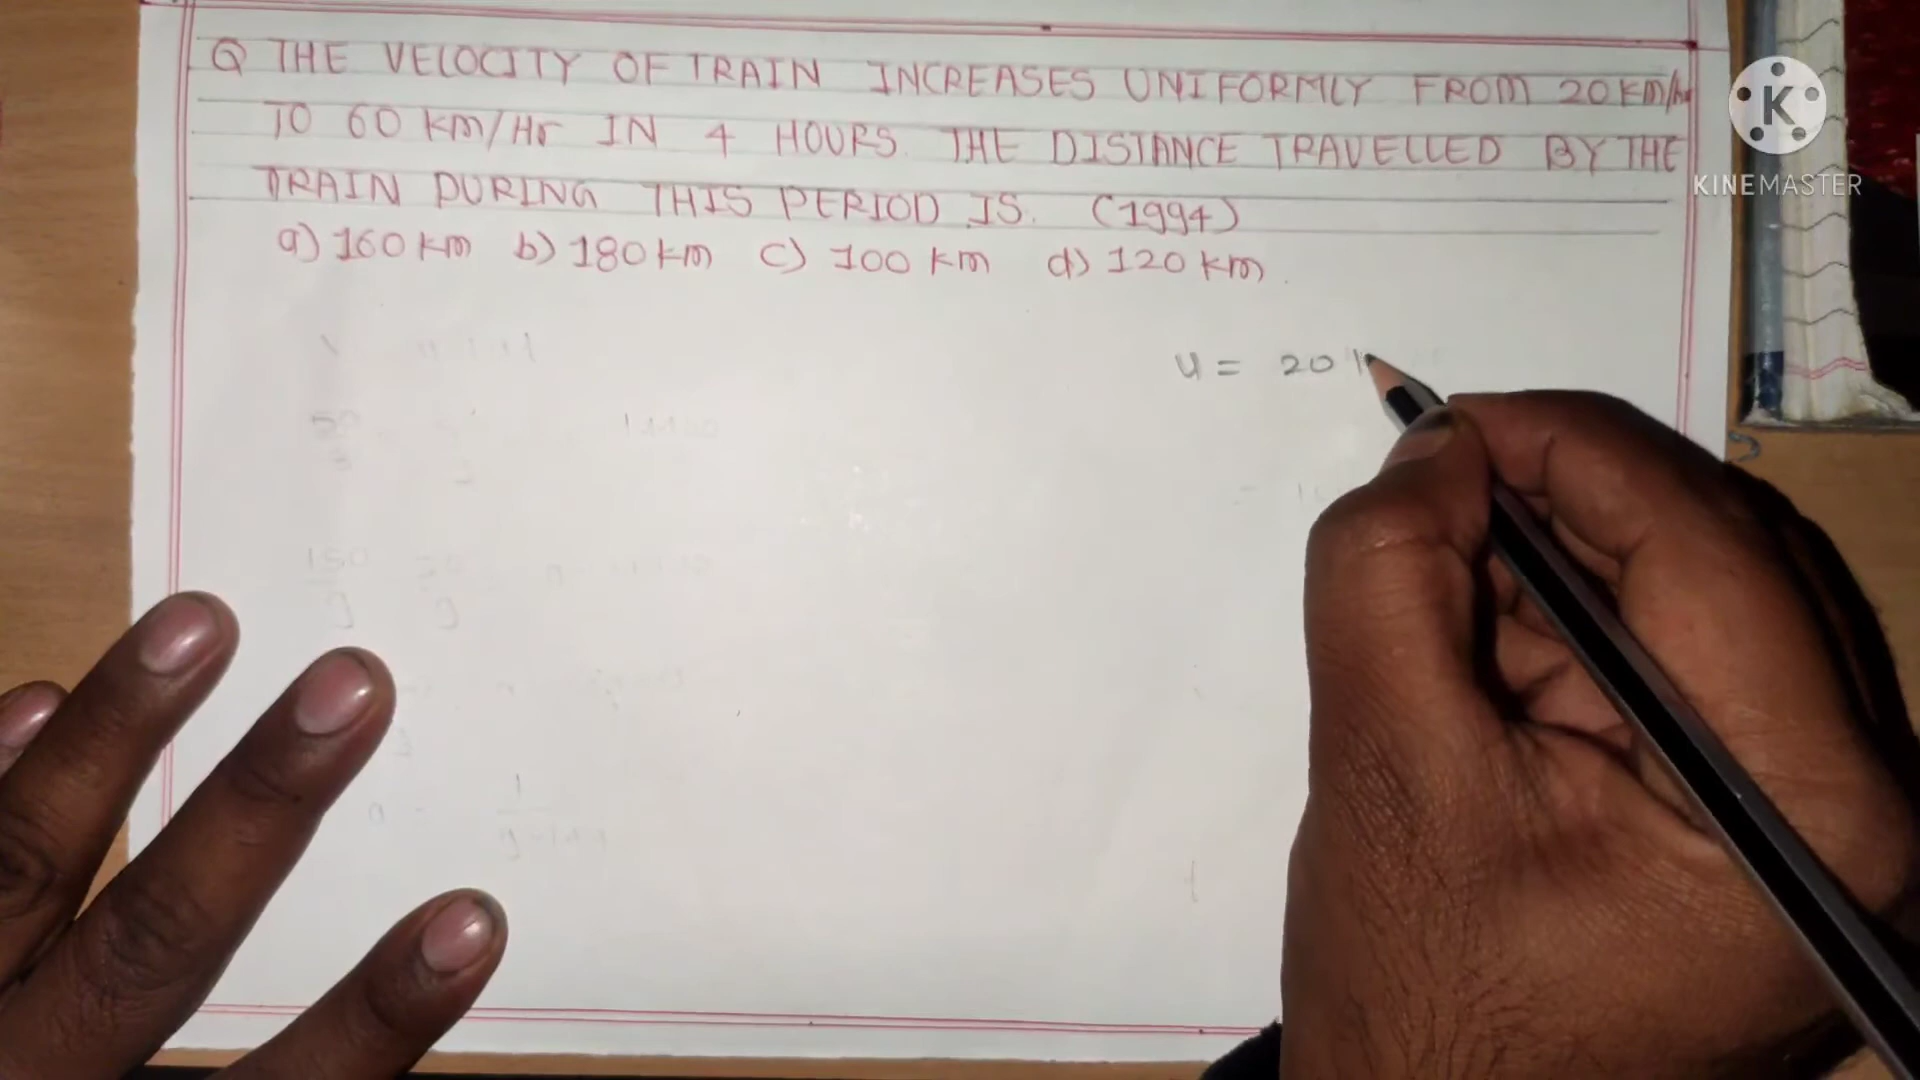 Q THE VELOCITY OF TRAIN INCREASES UNIFORMLY FROM 20 KM/Hr
TO 60 KM/Hr IN 4 HOURS. THE DISTANCE TRAVELLED BY THE
TRAIN DURING THIS PERIOD IS. (1994)
a) 160 km b) 180 km c) 100 km d) 120 km
u = 20
K
KINEMASTER